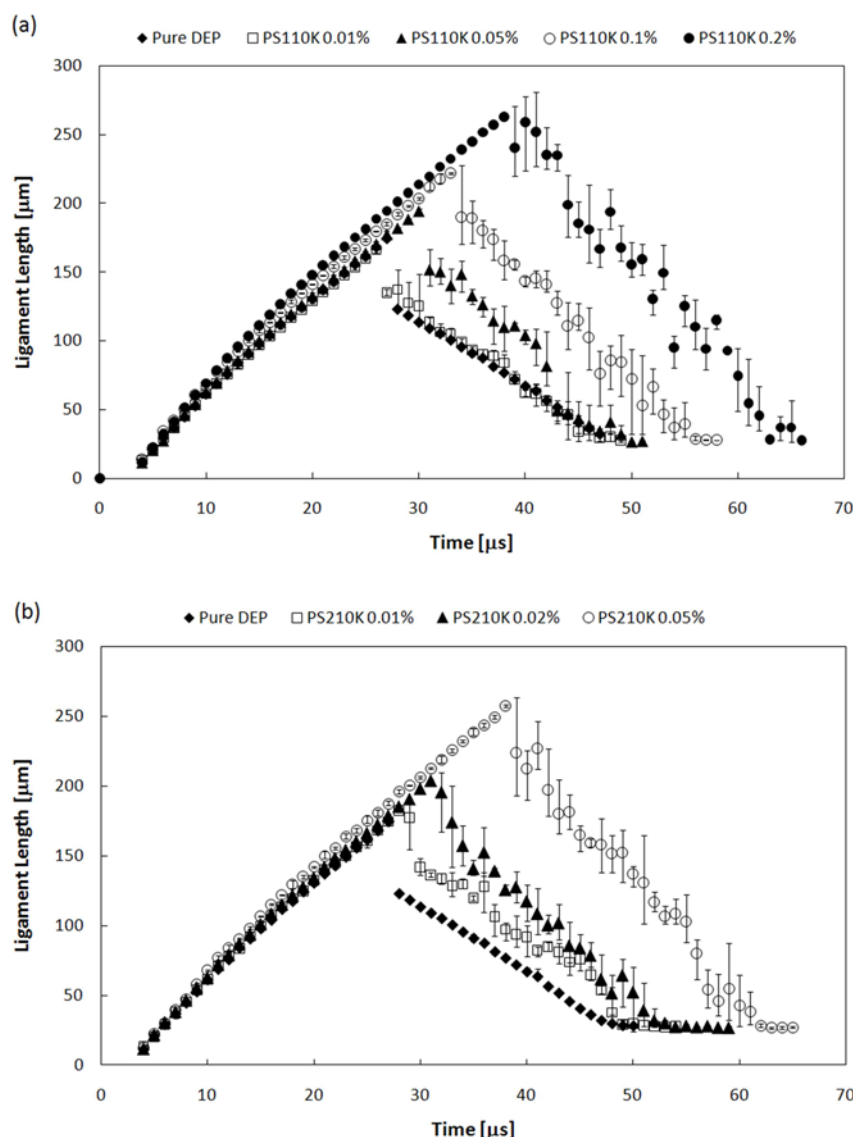 (a)
Pure DEP PS110K 0.01% PS110K 0.05% PS110K 0.1% PS110K 0.2%
300
250
200
150
100
50
0
Ligament Length [μm]
0 10 20 30 40 50 60 70
Time [μs]
(b)
Pure DEP PS210K 0.01% PS210K 0.02% PS210K 0.05%
300
250
200
150
100
50
0
Ligament Length [μm]
0 10 20 30 40 50 60 70
Time [μs]